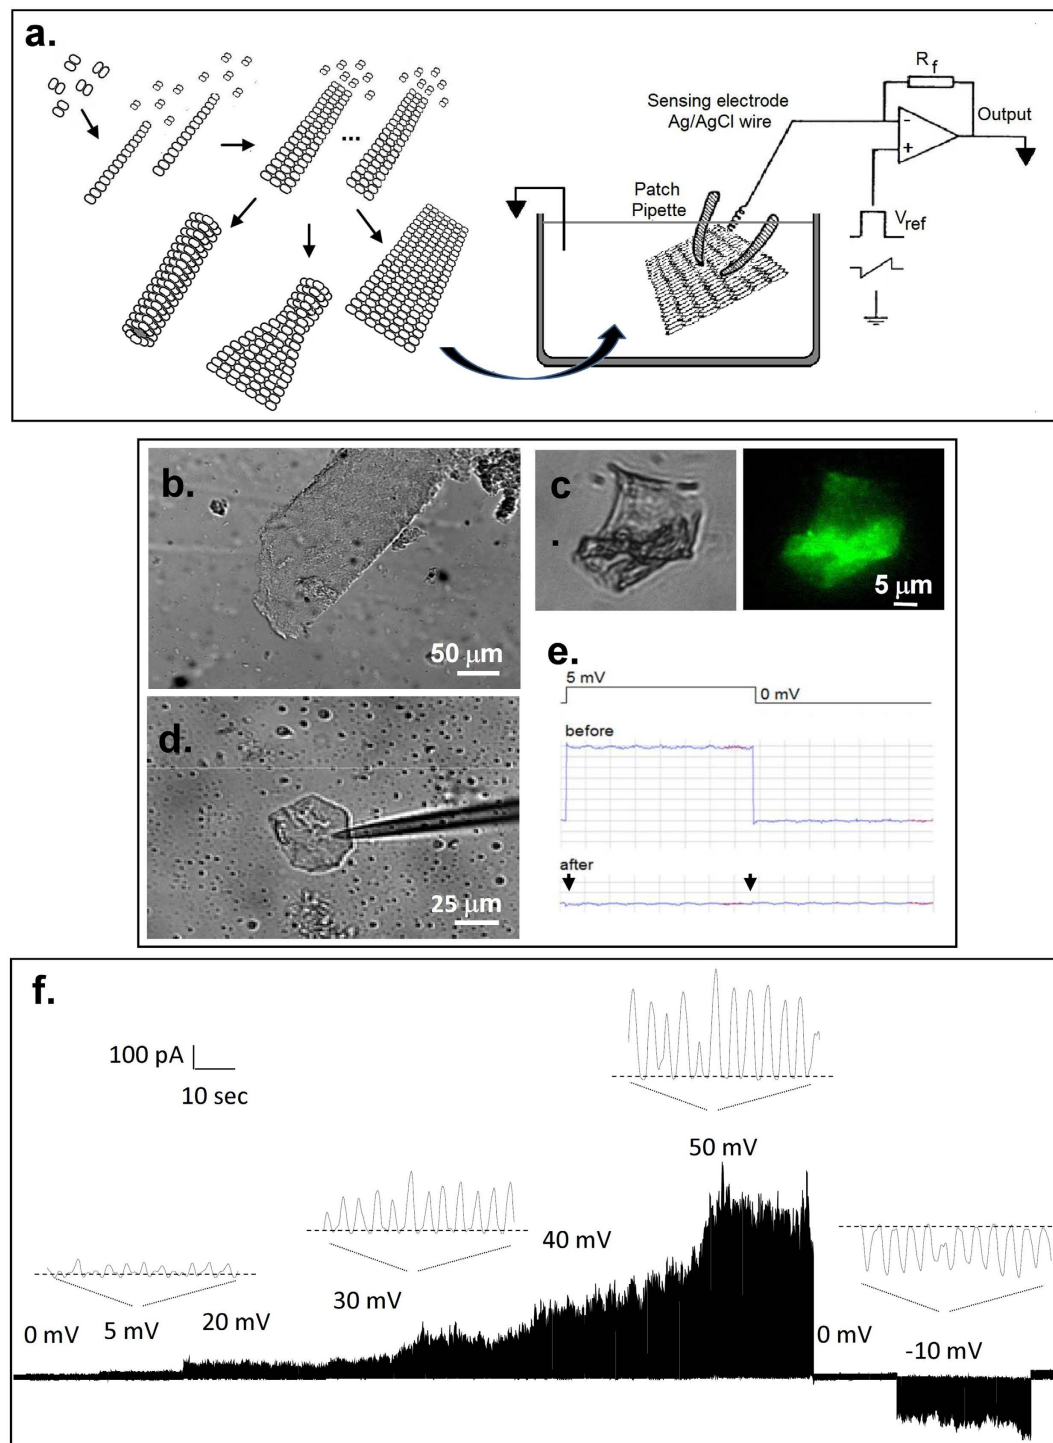 a.
Sensing electrode
Ag/AgCl wire
R f
-
+
Output
Patch
Pipette
V ref
...
b.
50 μm
c
.
5 μm
d.
25 μm
e.
5 mV
0 mV
before
after
f.
100 pA
10 sec
0 mV
5 mV
20 mV
30 mV
40 mV
50 mV
0 mV
-10 mV